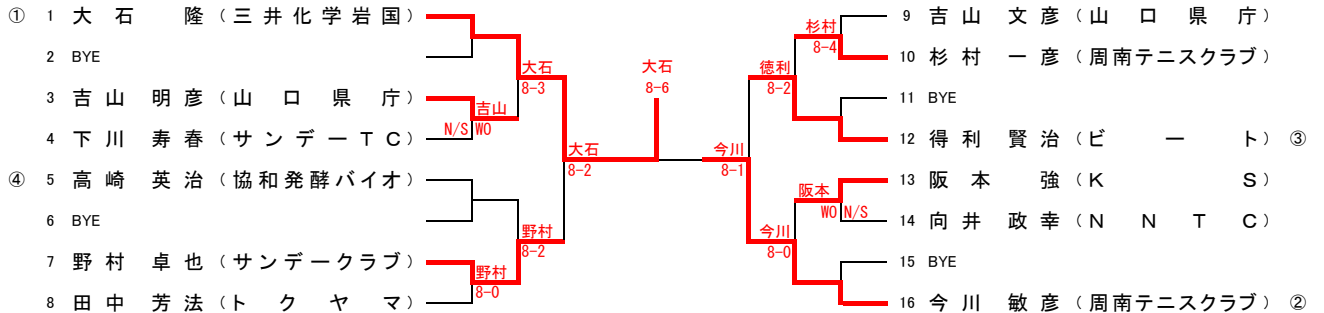 ① 1 大石 隆（三井化学岩国）
2 BYE
3 吉山明彦（山口県庁）
4 下川寿春（サンデーＴＣ）
④ 5 高崎英治（協和発酵バイオ）
6 BYE
7 野村卓也（サンデークラブ）
8 田中芳法（トクヤマ）
大石
8-3
吉山
N/S WO
野村
8-2
野村
8-0
大石
8-2
大石
8-6
今川
8-1
徳利
8-2
杉村
8-4
阪本
WO N/S
今川
8-0
9 吉山文彦（山口県庁）
10 杉村一彦（周南テニスクラブ）
11 BYE
12 得利賢治（ビート） ③
13 阪本 強（ＫＳ）
14 向井政幸（ＮＮＴＣ）
15 BYE
16 今川敏彦（周南テニスクラブ） ②